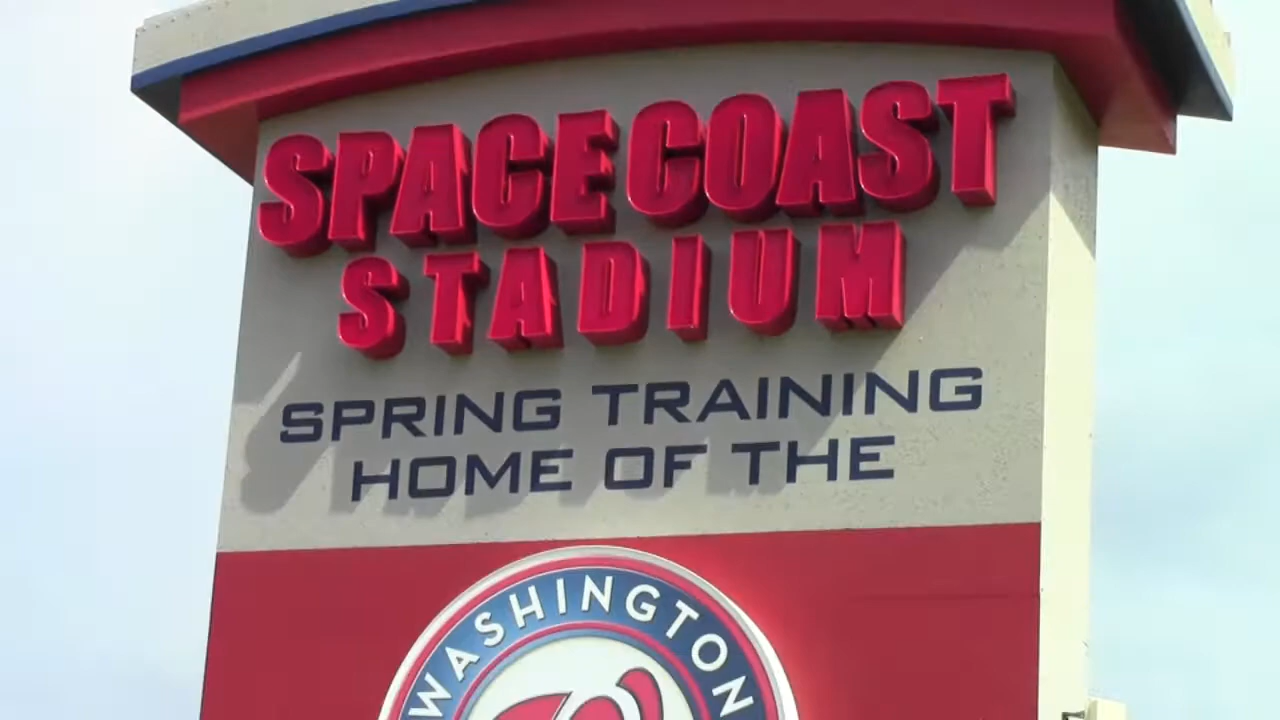 SPACE COAST
STADIUM
SPRING TRAINING
HOME OF THE
WASHINGTON